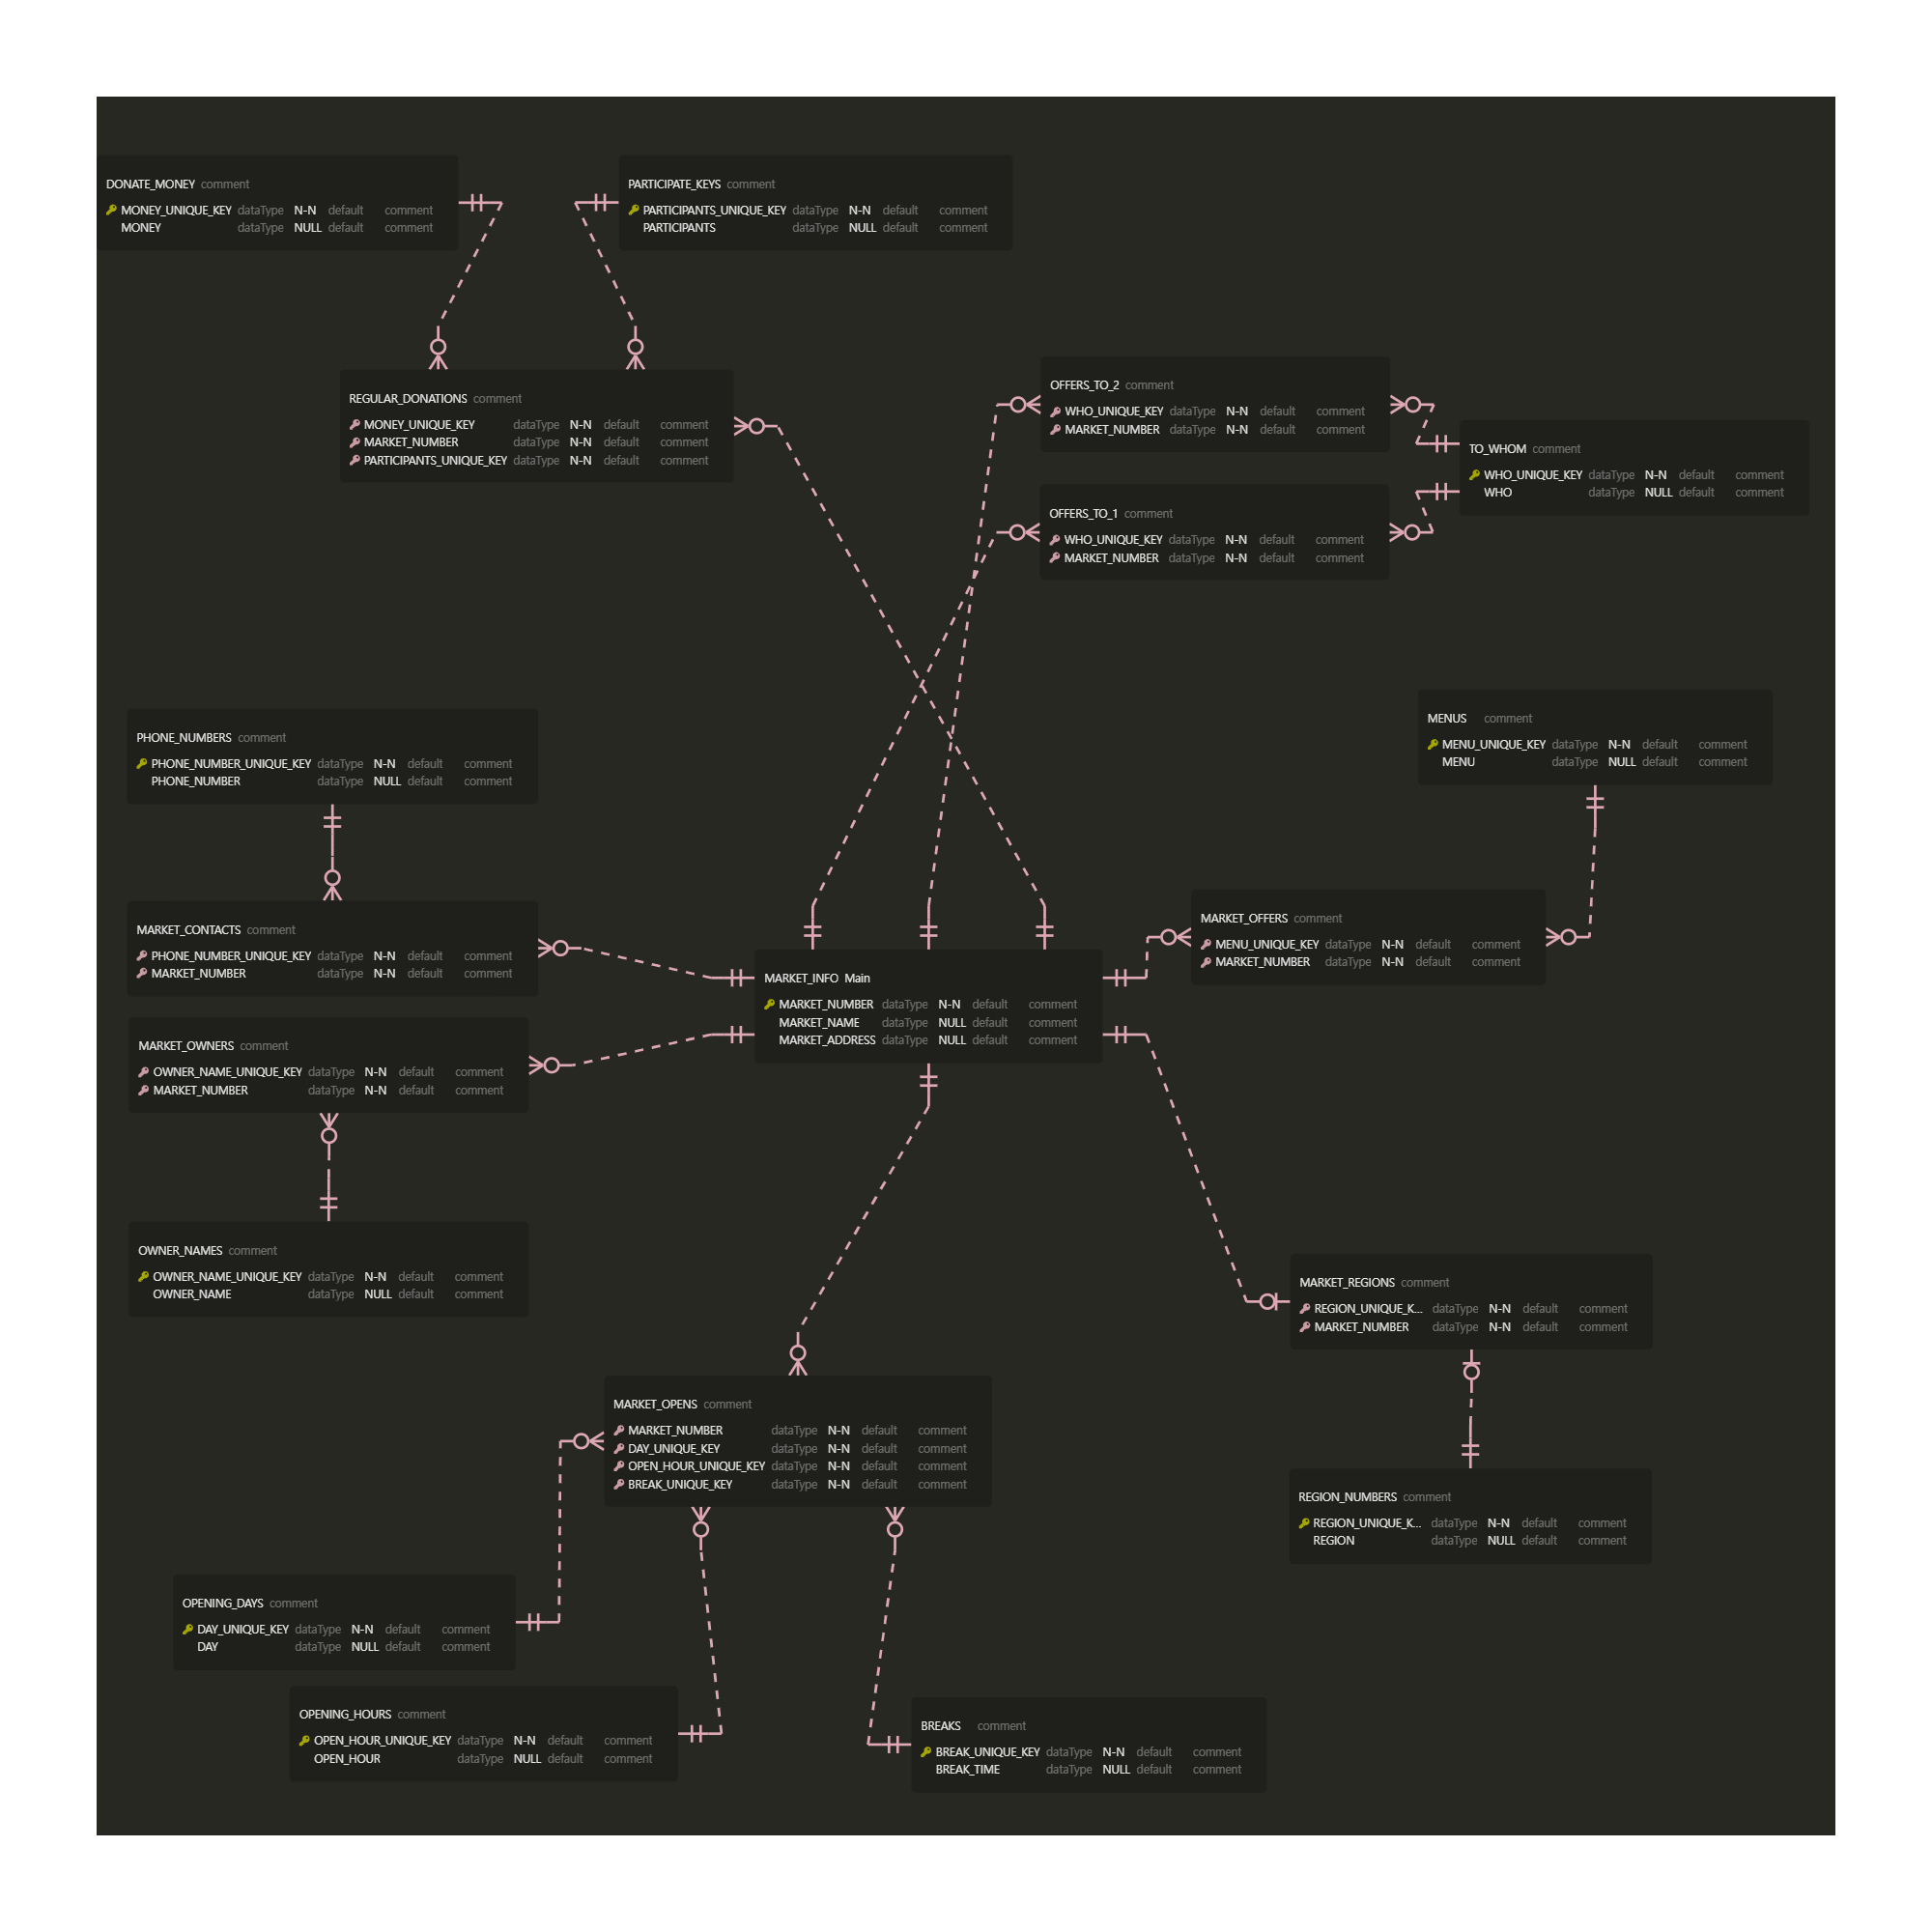 DONATE_MONEY comment
MONEY_UNIQUE_KEY dataType N-N default comment
MONEY dataType NULL default comment
PARTICIPATE_KEYS comment
PARTICIPANTS_UNIQUE_KEY dataType N-N default comment
PARTICIPANTS dataType NULL default comment
REGULAR_DONATIONS comment
MONEY_UNIQUE_KEY dataType N-N default comment
MARKET_NUMBER dataType N-N default comment
PARTICIPANTS_UNIQUE_KEY dataType N-N default comment
OFFERS_TO_2 comment
WHO_UNIQUE_KEY dataType N-N default comment
MARKET_NUMBER dataType N-N default comment
TO_WHOM comment
WHO_UNIQUE_KEY dataType N-N default comment
WHO dataType NULL default comment
OFFERS_TO_1 comment
WHO_UNIQUE_KEY dataType N-N default comment
MARKET_NUMBER dataType N-N default comment
PHONE_NUMBERS comment
PHONE_NUMBER_UNIQUE_KEY dataType N-N default comment
PHONE_NUMBER dataType NULL default comment
MENUS comment
MENU_UNIQUE_KEY dataType N-N default comment
MENU dataType NULL default comment
MARKET_CONTACTS comment
PHONE_NUMBER_UNIQUE_KEY dataType N-N default comment
MARKET_NUMBER dataType N-N default comment
MARKET_OFFERS comment
MENU_UNIQUE_KEY dataType N-N default comment
MARKET_NUMBER dataType N-N default comment
MARKET_INFO Main
MARKET_NUMBER dataType N-N default comment
MARKET_NAME dataType NULL default comment
MARKET_ADDRESS dataType NULL default comment
MARKET_OWNERS comment
OWNER_NAME_UNIQUE_KEY dataType N-N default comment
MARKET_NUMBER dataType N-N default comment
OWNER_NAMES comment
OWNER_NAME_UNIQUE_KEY dataType N-N default comment
OWNER_NAME dataType NULL default comment
MARKET_REGIONS comment
REGION_UNIQUE_K... dataType N-N default comment
MARKET_NUMBER dataType N-N default comment
MARKET_OPENS comment
MARKET_NUMBER dataType N-N default comment
DAY_UNIQUE_KEY dataType N-N default comment
OPEN_HOUR_UNIQUE_KEY dataType N-N default comment
BREAK_UNIQUE_KEY dataType N-N default comment
REGION_NUMBERS comment
REGION_UNIQUE_K... dataType N-N default comment
REGION dataType NULL default comment
OPENING_DAYS comment
DAY_UNIQUE_KEY dataType N-N default comment
DAY dataType NULL default comment
OPENING_HOURS comment
OPEN_HOUR_UNIQUE_KEY dataType N-N default comment
OPEN_HOUR dataType NULL default comment
BREAKS comment
BREAK_UNIQUE_KEY dataType N-N default comment
BREAK_TIME dataType NULL default comment